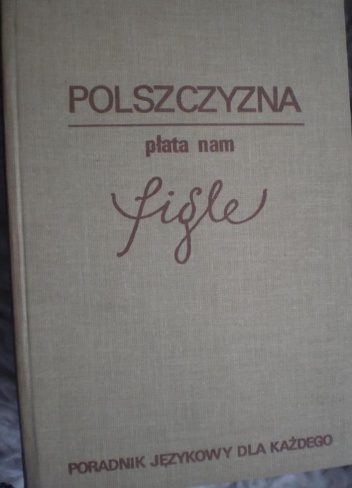 POLSZCZYZNA
płata nam
figle
PORADNIK JĘZYKOWY DLA KAŻDEGO